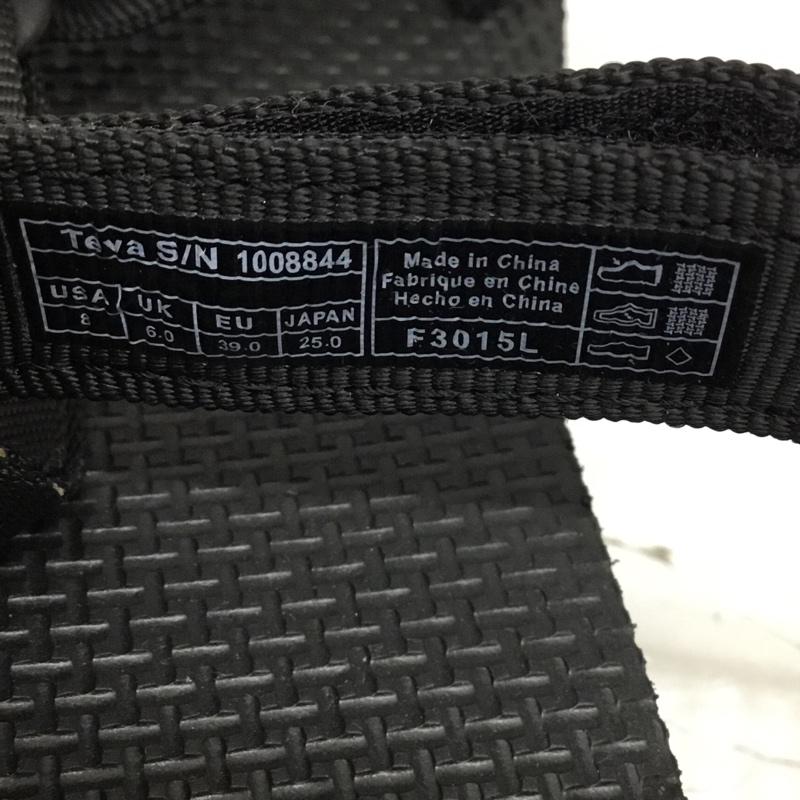 Teva S/N 1008844
USA UK EU JAPAN
8 6.0 39.0 25.0
Made in China
Fabrique en Chine
Hecho en China
F3015L